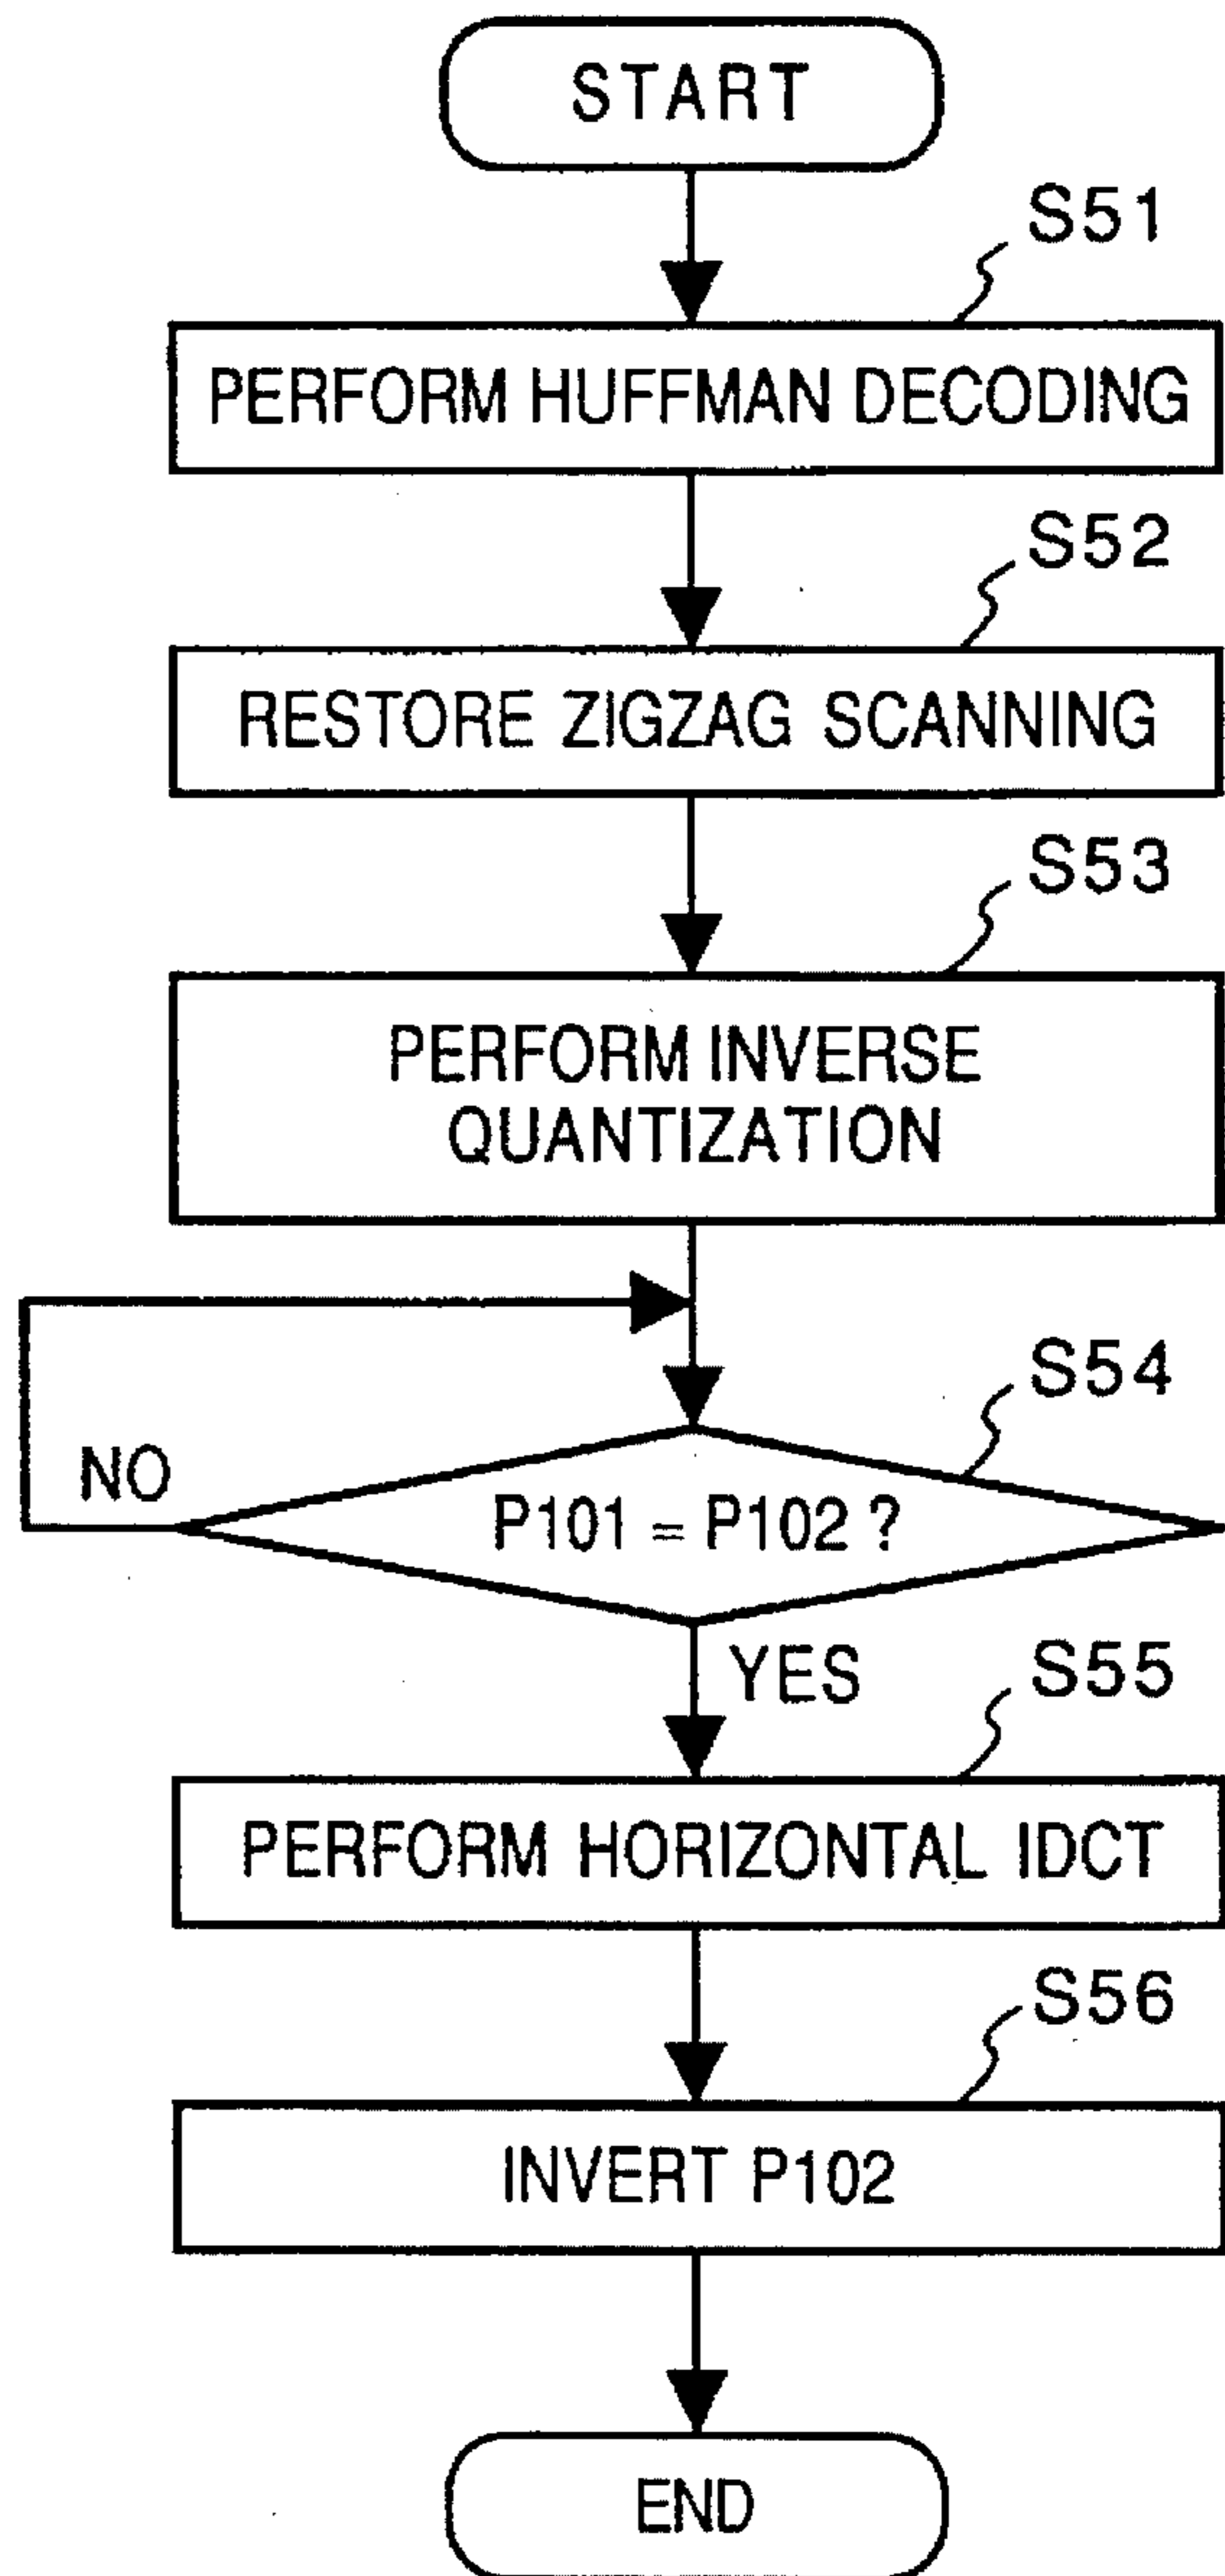 START
S51
PERFORM HUFFMAN DECODING
S52
RESTORE ZIGZAG SCANNING
S53
PERFORM INVERSE
QUANTIZATION
S54
NO
P101 = P102 ?
YES
S55
PERFORM HORIZONTAL IDCT
S56
INVERT P102
END